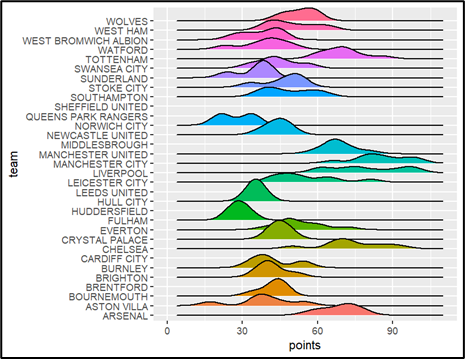 WOLVES
WEST HAM
WEST BROMWICH ALBION
WATFORD
TOTTENHAM
SWANSEA CITY
SUNDERLAND
STOKE CITY
SOUTHAMPTON
SHEFFIELD UNITED
QUEENS PARK RANGERS
NORWICH CITY
NEWCASTLE UNITED
MIDDLESBROUGH
MANCHESTER UNITED
MANCHESTER CITY
LIVERPOOL
LEICESTER CITY
LEEDS UNITED
HULL CITY
HUDDERSFIELD
FULHAM
EVERTON
CRYSTAL PALACE
CHELSEA
CARDIFF CITY
BURNLEY
BRIGHTON
BRENTFORD
BOURNEMOUTH
ASTON VILLA
ARSENAL
team
0 30 60 90
points